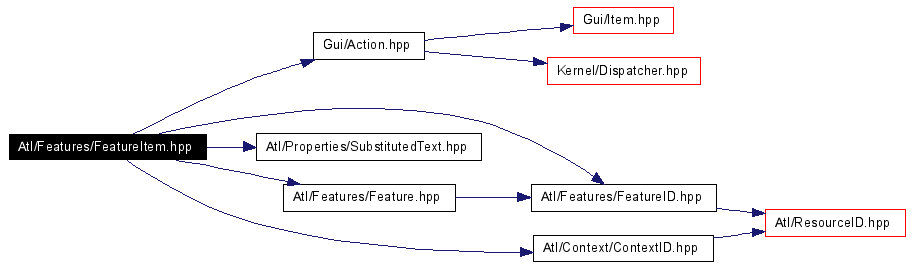 Gui/Item.hpp
Gui/Action.hpp
Kernel/Dispatcher.hpp
Atl/Features/FeatureItem.hpp
Atl/Properties/SubstitutedText.hpp
Atl/Features/Feature.hpp
Atl/Features/FeatureID.hpp
Atl/ResourceID.hpp
Atl/Context/ContextID.hpp